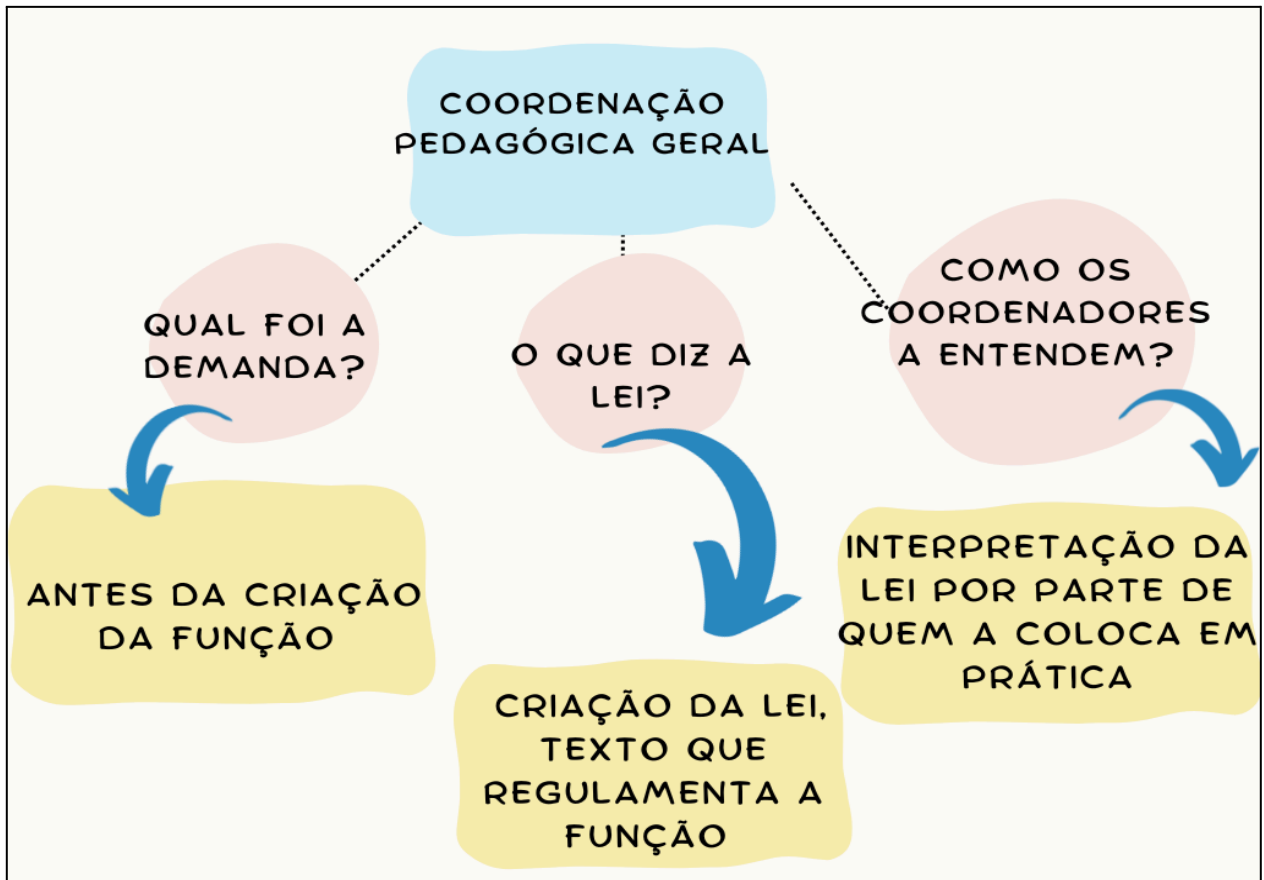 COORDENAÇÃO
PEDAGÓGICA GERAL
QUAL FOI A
DEMANDA?
O QUE DIZ A
LEI?
COMO OS
COORDENADORES
A ENTENDEM?
ANTES DA CRIAÇÃO
DA FUNÇÃO
CRIAÇÃO DA LEI,
TEXTO QUE
REGULAMENTA A
FUNÇÃO
INTERPRETAÇÃO DA
LEI POR PARTE DE
QUEM A COLOCA EM
PRÁTICA